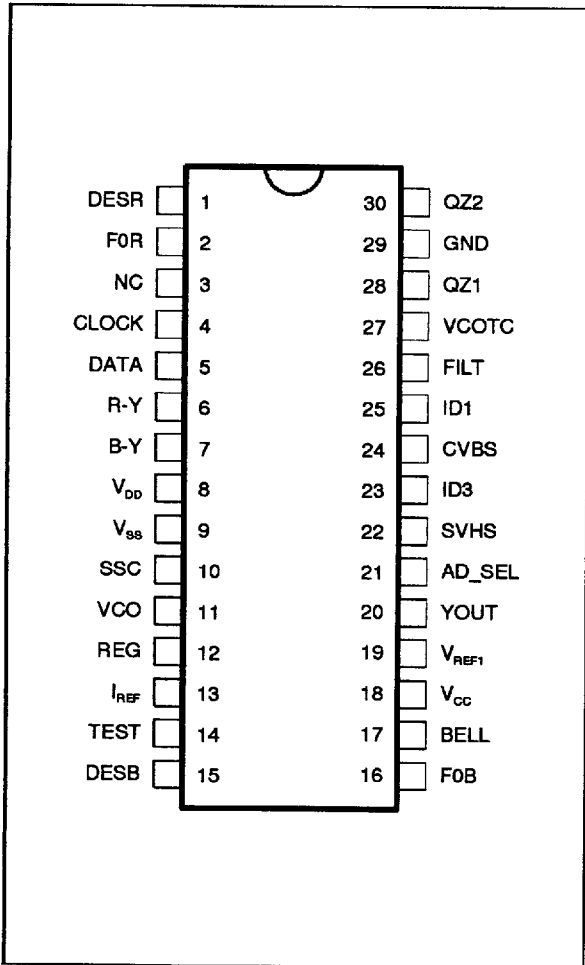 DESR 1 30 QZ2
F0R 2 29 GND
NC 3 28 QZ1
CLOCK 4 27 VCOTC
DATA 5 26 FILT
R-Y 6 25 ID1
B-Y 7 24 CVBS
VDD 8 23 ID3
VSS 9 22 SVHS
SSC 10 21 AD_SEL
VCO 11 20 YOUT
REG 12 19 VREF1
IREF 13 18 VCC
TEST 14 17 BELL
DESB 15 16 F0B